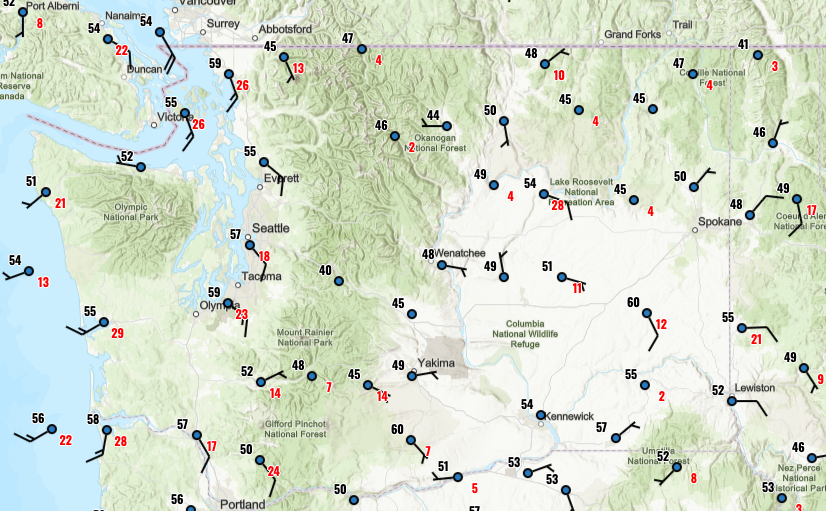 52
Port Alberni
8
Nanaimo
54
Vancouver
Surrey
Abbotsford
54
22
Duncan
45
13
47
4
48
10
Grand Forks
Trail
41
3
47
4
Colville National
Forest
59
26
55
26
Victoria
46
2
44
Okanogan
National Forest
50
45
4
45
46
52
55
Everett
49
4
54
28
Lake Roosevelt
National
Recreation Area
45
4
50
48
49
17
Spokane
51
21
Olympic
National Park
Seattle
57
18
Tacoma
54
13
40
48
Wenatchee
49
51
11
59
23
Olympia
45
60
12
55
21
55
29
Mount Rainier
National Park
Columbia
National Wildlife
Refuge
Yakima
52
14
48
7
45
14
49
55
2
49
9
52
Lewiston
56
22
58
28
57
17
Gifford Pinchot
National Forest
60
7
54
Kennewick
57
Umatilla
National Forest
52
8
46
Nez Perce
National
Historical Park
50
24
51
5
53
53
53
3
56
Portland
50
57